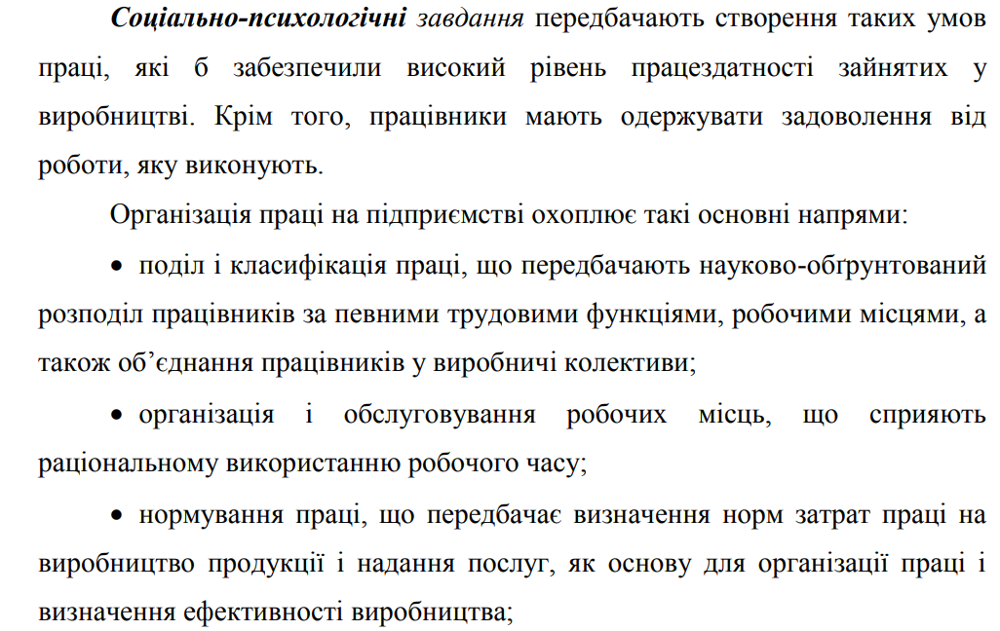 Соціально-психологічні завдання передбачають створення таких умов
праці, які б забезпечили високий рівень працездатності зайнятих у
виробництві. Крім того, працівники мають одержувати задоволення від
роботи, яку виконують.
Організація праці на підприємстві охоплює такі основні напрями:
• поділ і класифікація праці, що передбачають науково-обґрунтований
розподіл працівників за певними трудовими функціями, робочими місцями, а
також об’єднання працівників у виробничі колективи;
• організація і обслуговування робочих місць, що сприяють
раціональному використанню робочого часу;
• нормування праці, що передбачає визначення норм затрат праці на
виробництво продукції і надання послуг, як основу для організації праці і
визначення ефективності виробництва;